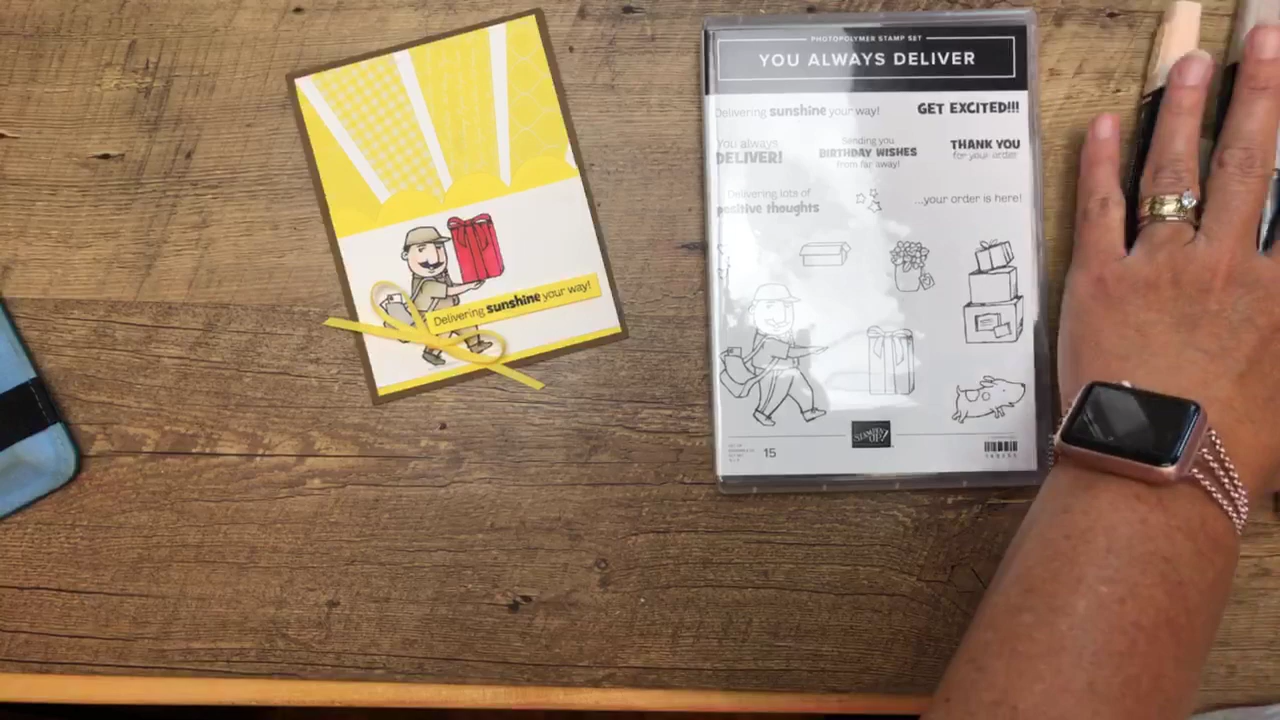 Delivering sunshine your way!
PHOTOPOLYMER STAMP SET
YOU ALWAYS DELIVER
Delivering sunshine your way!
GET EXCITED!!!
You always
DELIVER!
Sending you
BIRTHDAY WISHES
from far away!
THANK YOU
for your order
Delivering lots of
positive thoughts
...your order is here!
STAMPIN' UP!
15